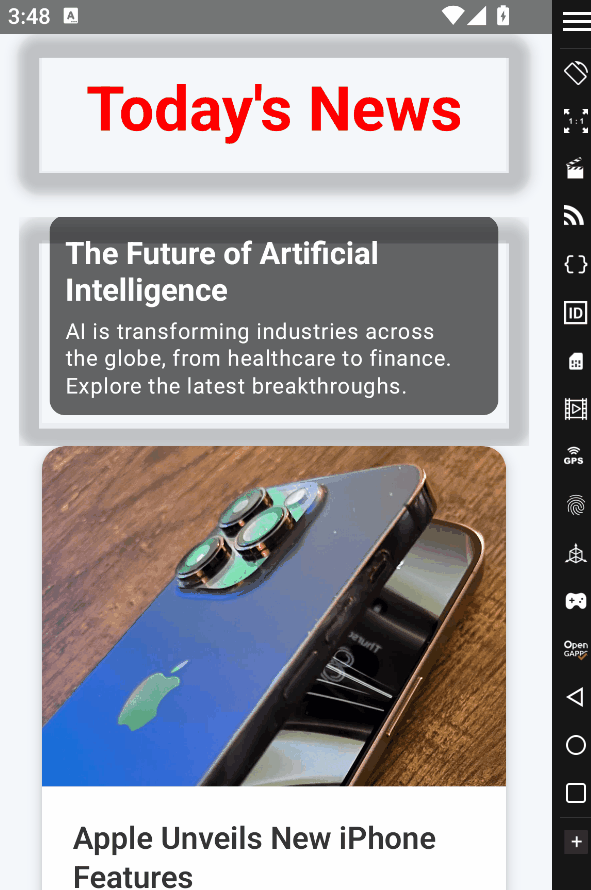 3:48
A
Today's News
The Future of Artificial
Intelligence
AI is transforming industries across
the globe, from healthcare to finance.
Explore the latest breakthroughs.
Apple Unveils New iPhone
Features
1:1
ID
GPS
Open
GAPPS